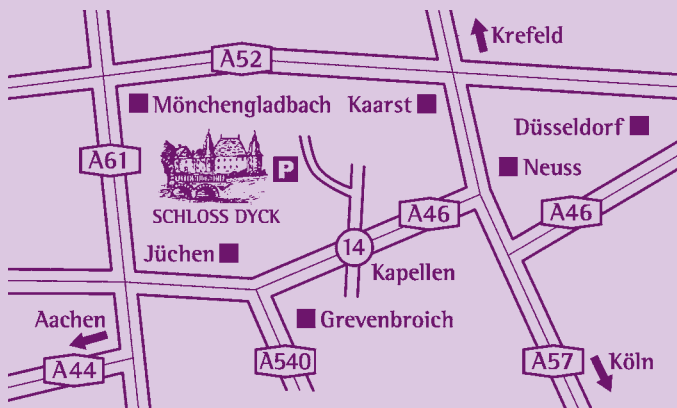 Krefeld
A52
Mönchengladbach
Kaarst
Düsseldorf
A61
P
Neuss
SCHLOSS DYCK
A46
A46
14
Jüchen
Kapellen
Aachen
Grevenbroich
A44
A540
A57
Köln